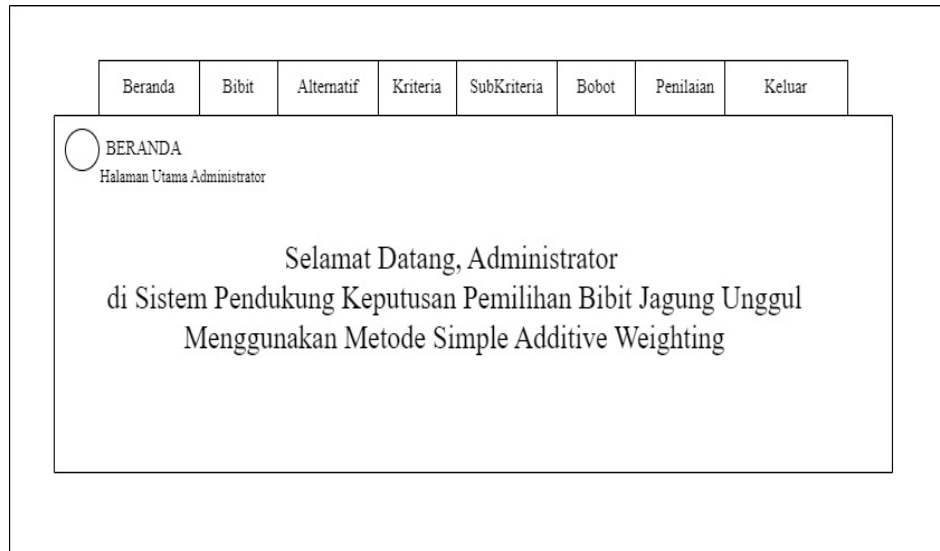 Beranda Bibit Alternatif Kriteria SubKriteria Bobot Penilaian Keluar
BERANDA
Halaman Utama Administrator
Selamat Datang, Administrator
di Sistem Pendukung Keputusan Pemilihan Bibit Jagung Unggul
Menggunakan Metode Simple Additive Weighting